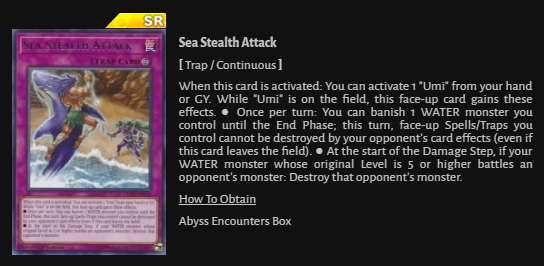 SR
SEA STEALTH ATTACK
[TRAP CARD]
Sea Stealth Attack
[ Trap / Continuous ]
When this card is activated: You can activate 1 "Umi" from your hand
or GY. While "Umi" is on the field, this face-up card gains these
effects. ● Once per turn: You can banish 1 WATER monster you
control until the End Phase; this turn, face-up Spells/Traps you
control cannot be destroyed by your opponent's card effects (even if
this card leaves the field). ● At the start of the Damage Step, if your
WATER monster whose original Level is 5 or higher battles an
opponent's monster: Destroy that opponent's monster.
How To Obtain
Abyss Encounters Box